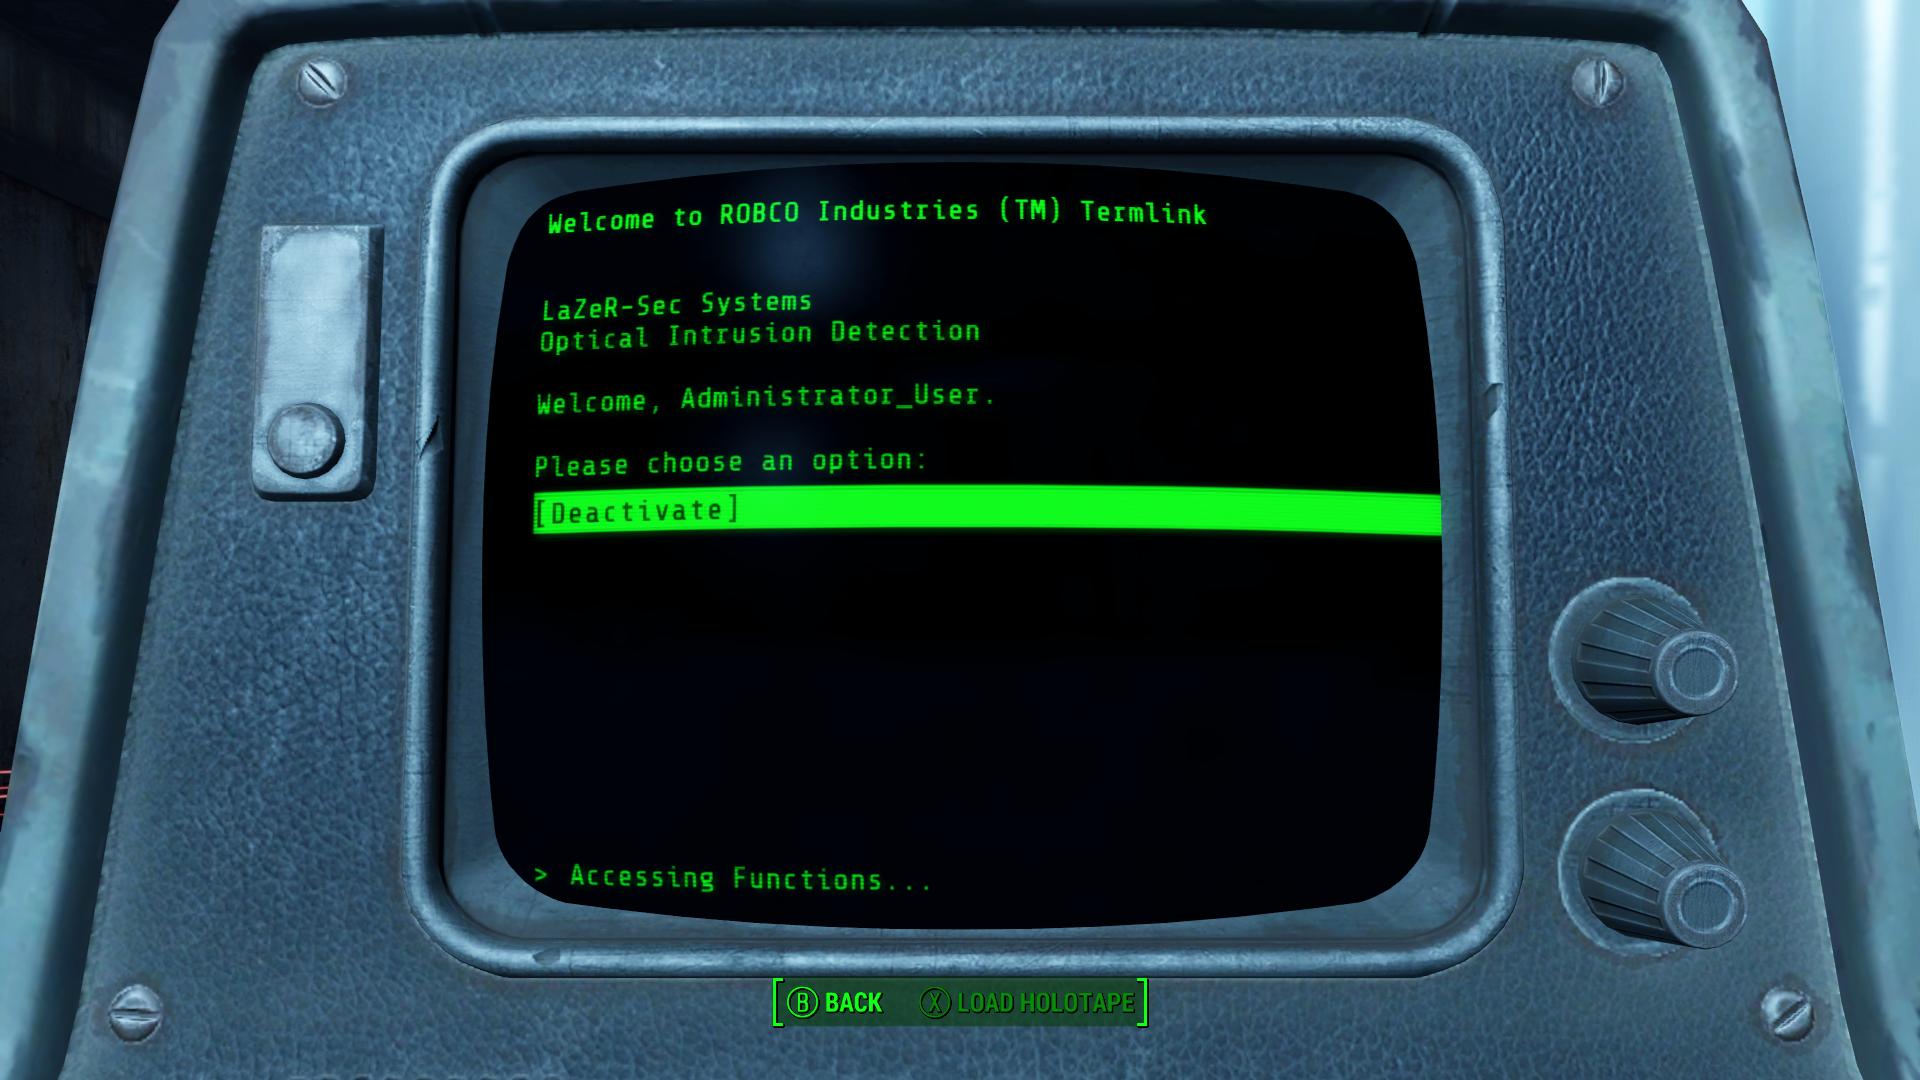 Welcome to ROBCO Industries (TM) Termlink
LaZeR-Sec Systems
Optical Intrusion Detection
Welcome, Administrator_User.
Please choose an option:
[Deactivate]
> Accessing Functions...
[Ⓑ BACK Ⓧ LOAD HOLOTAPE]